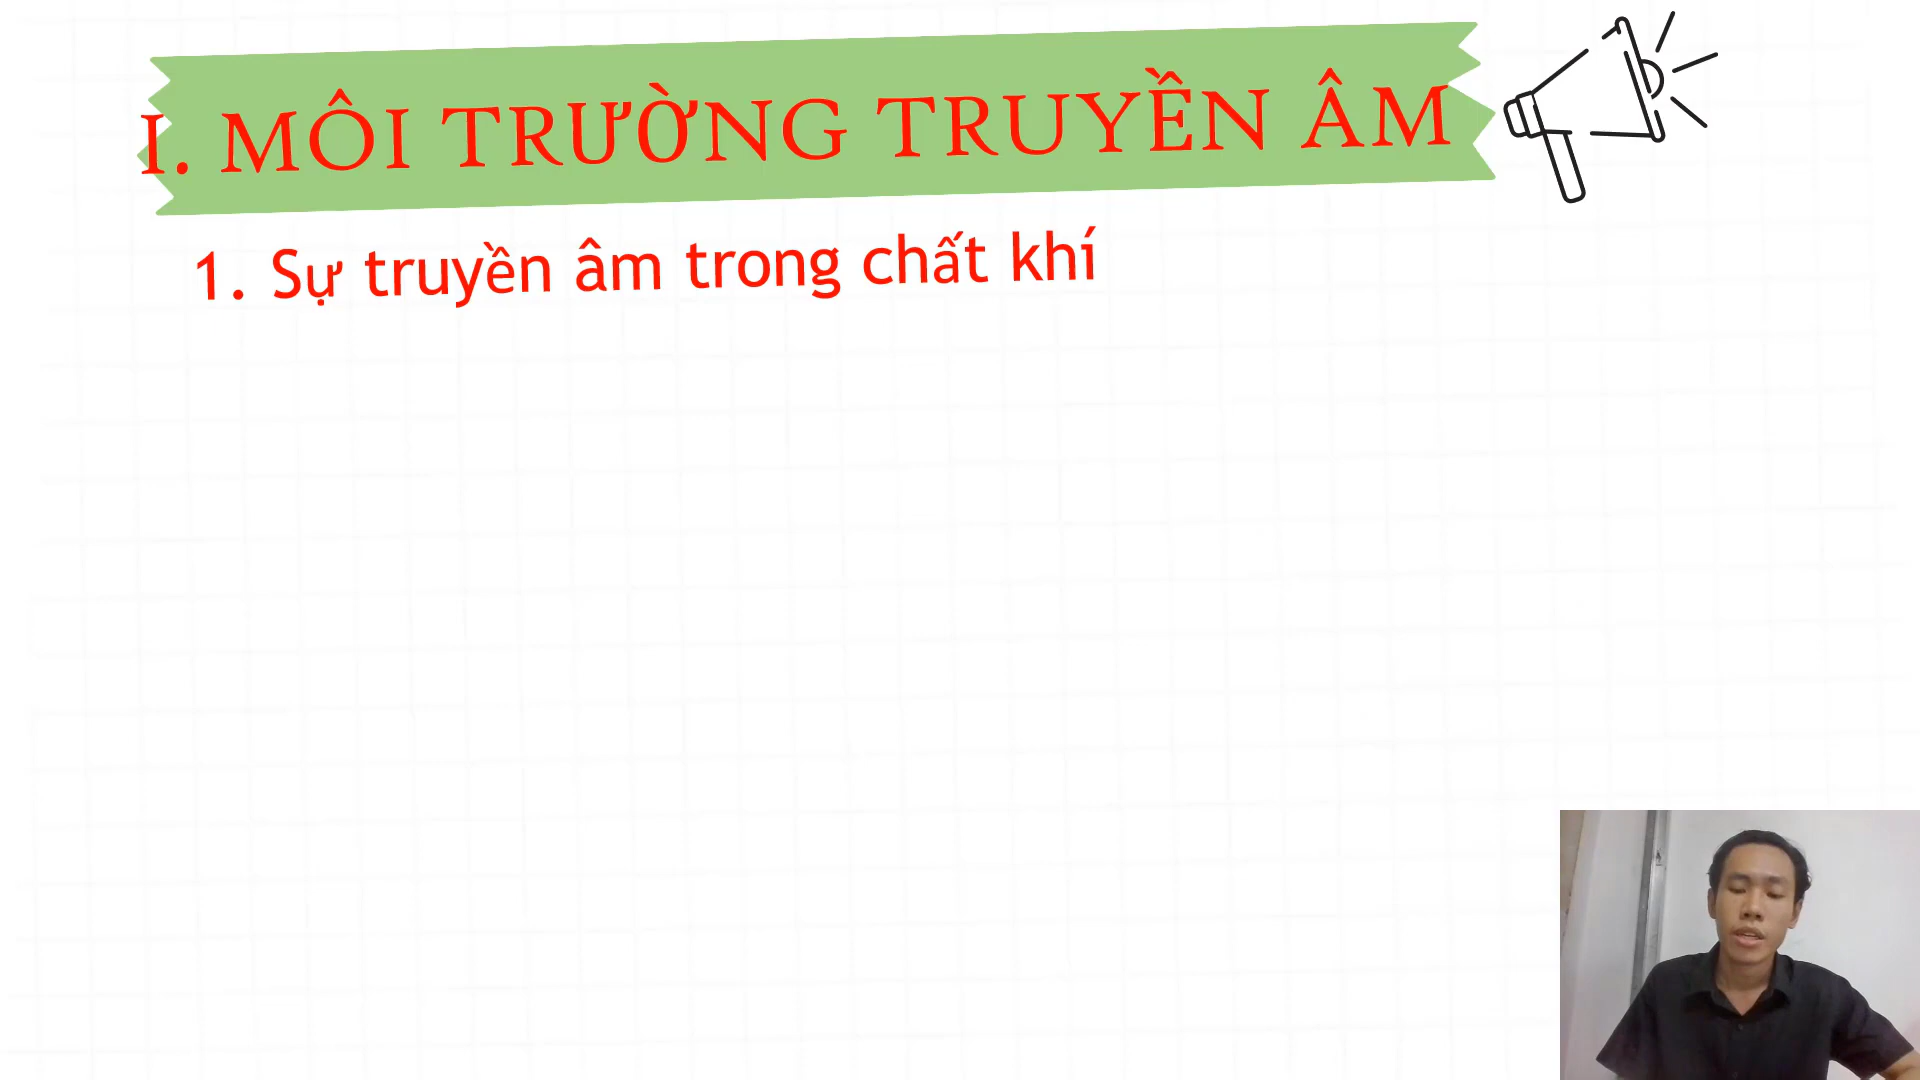 I. MÔI TRƯỜNG TRUYỀN ÂM
1. Sự truyền âm trong chất khí